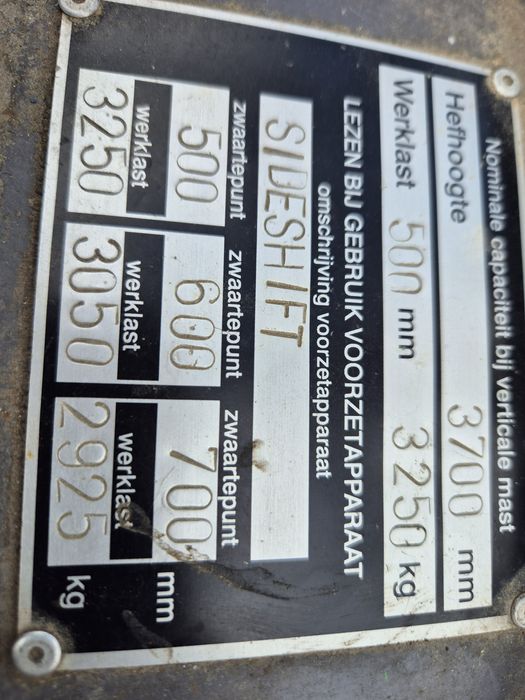 Nominale capaciteit bij verticale mast
Hefhoogte 3700 mm
Werklast 500 mm 3250 kg
LEZEN BIJ GEBRUIK VOORZETAPPARAAT
omschrijving voorzetapparaat
SIDESHIFT
zwaartepunt zwaartepunt zwaartepunt
500 600 700 mm
werklast werklast werklast
3250 3050 2925 kg